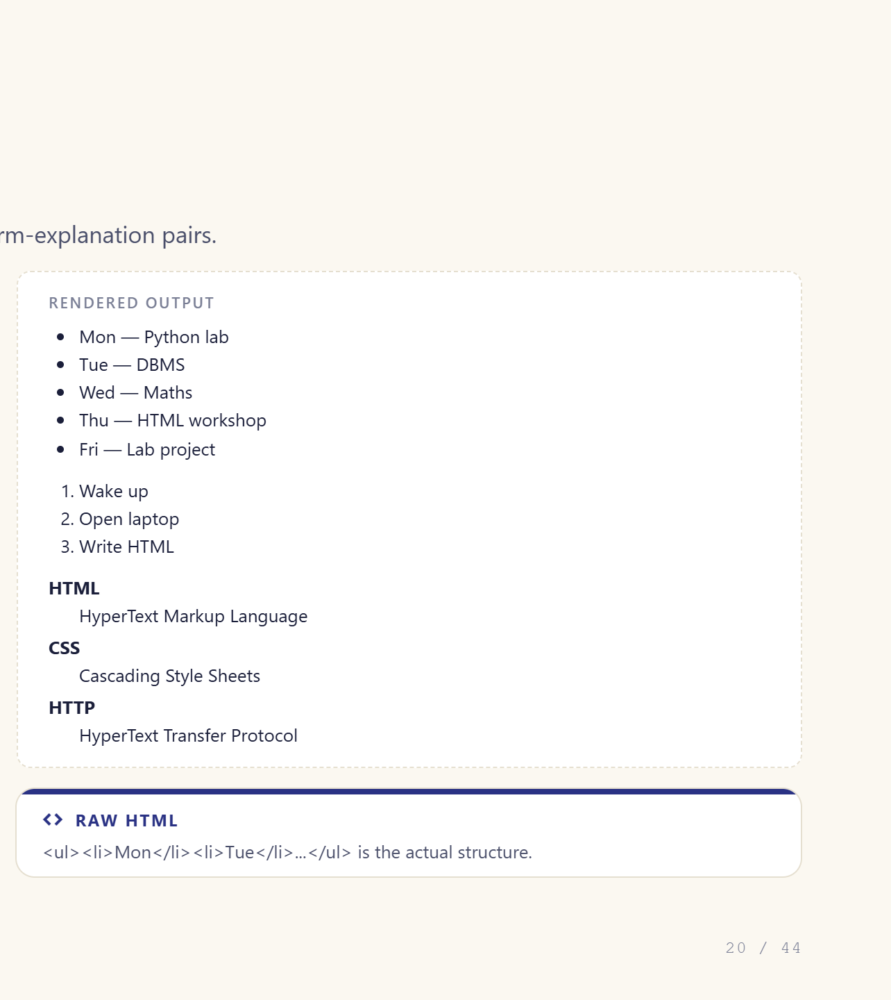 rm-explanation pairs.
RENDERED OUTPUT
• Mon — Python lab
• Tue — DBMS
• Wed — Maths
• Thu — HTML workshop
• Fri — Lab project
1. Wake up
2. Open laptop
3. Write HTML
HTML
HyperText Markup Language
CSS
Cascading Style Sheets
HTTP
HyperText Transfer Protocol
<> RAW HTML
<ul><li>Mon</li><li>Tue</li>...</ul> is the actual structure.
20 / 44